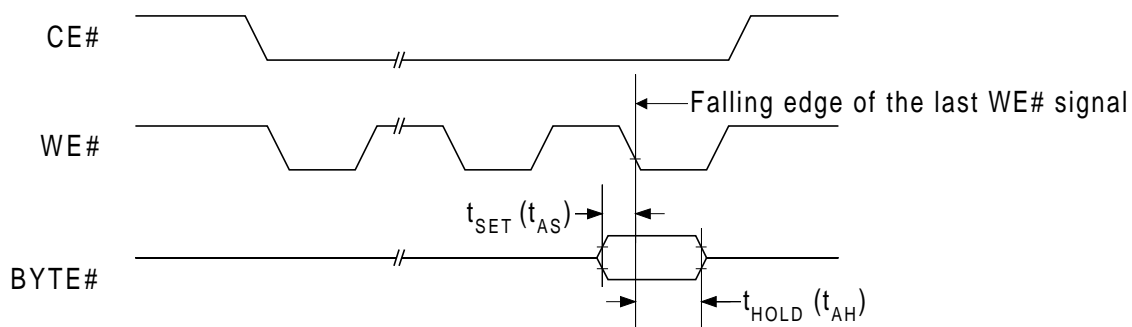 CE#
Falling edge of the last WE# signal
WE#
tSET (tAS)
BYTE#
tHOLD (tAH)